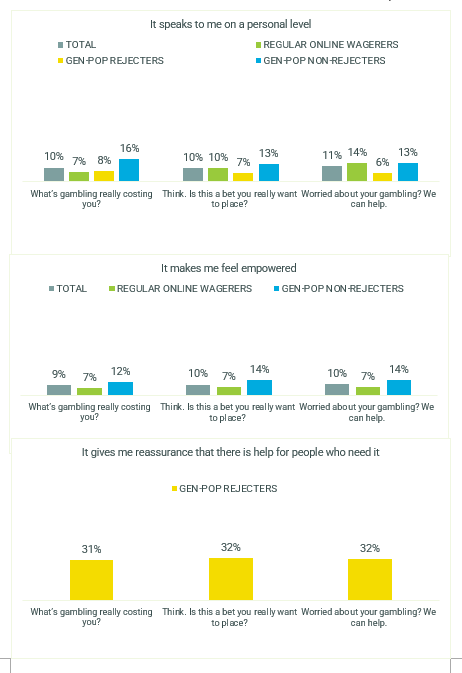 It speaks to me on a personal level
TOTAL REGULAR ONLINE WAGERERS
GEN-POP REJECTERS GEN-POP NON-REJECTERS
10% 7% 8% 16% 10% 10% 7% 13% 11% 14% 6% 13%
What's gambling really costing Think. Is this a bet you really want Worried about your gambling? We
you? to place? can help.
It makes me feel empowered
TOTAL REGULAR ONLINE WAGERERS GEN-POP NON-REJECTERS
9% 7% 12% 10% 7% 14% 10% 7% 14%
What's gambling really costing Think. Is this a bet you really want Worried about your gambling? We
you? to place? can help.
It gives me reassurance that there is help for people who need it
GEN-POP REJECTERS
31% 32% 32%
What's gambling really costing Think. Is this a bet you really want Worried about your gambling? We
you? to place? can help.